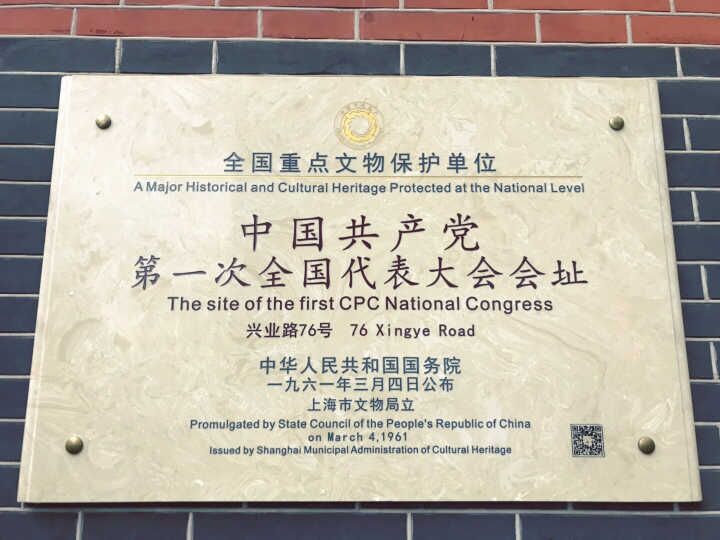 全国重点文物保护单位
A Major Historical and Cultural Heritage Protected at the National Level
中国共产党
第一次全国代表大会会址
The site of the first CPC National Congress
兴业路76号 76 Xingye Road
中华人民共和国国务院
一九六一年三月四日公布
上海市文物局立
Promulgated by State Council of the People's Republic of China
on March 4,1961
Issued by Shanghai Municipal Administration of Cultural Heritage